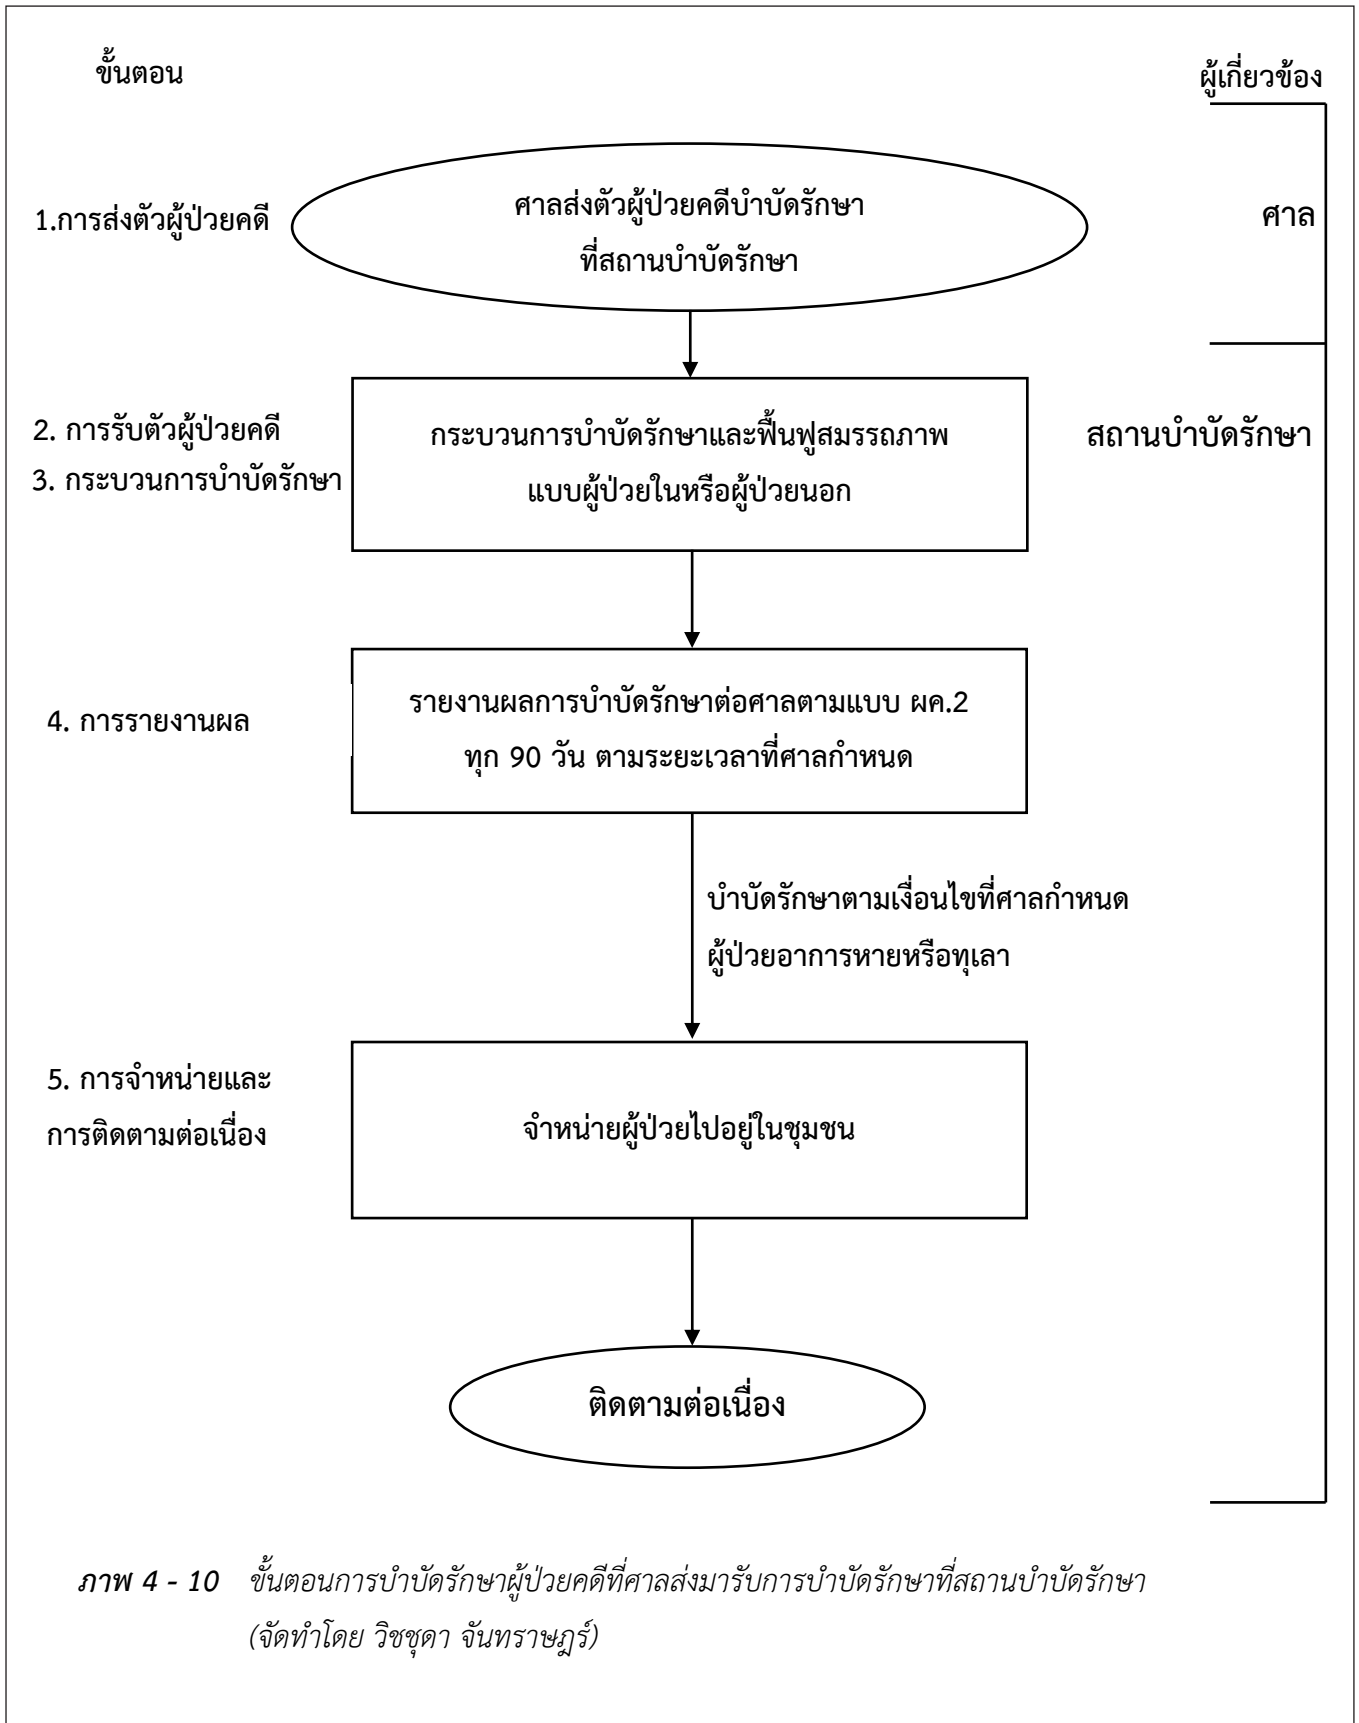 ขั้นตอน
ผู้เกี่ยวข้อง
1.การส่งตัวผู้ป่วยคดี
ศาลส่งตัวผู้ป่วยคดีบำบัดรักษา
ที่สถานบำบัดรักษา
ศาล
2. การรับตัวผู้ป่วยคดี
3. กระบวนการบำบัดรักษา
กระบวนการบำบัดรักษาและฟื้นฟูสมรรถภาพ
แบบผู้ป่วยในหรือผู้ป่วยนอก
สถานบำบัดรักษา
4. การรายงานผล
รายงานผลการบำบัดรักษาต่อศาลตามแบบ ผค.2
ทุก 90 วัน ตามระยะเวลาที่ศาลกำหนด
บำบัดรักษาตามเงื่อนไขที่ศาลกำหนด
ผู้ป่วยอาการหายหรือทุเลา
5. การจำหน่ายและ
การติดตามต่อเนื่อง
จำหน่ายผู้ป่วยไปอยู่ในชุมชน
ติดตามต่อเนื่อง
ภาพ 4 - 10 ขั้นตอนการบำบัดรักษาผู้ป่วยคดีที่ศาลส่งมารับการบำบัดรักษาที่สถานบำบัดรักษา
(จัดทำโดย วิชชุดา จันทราษฎร์)